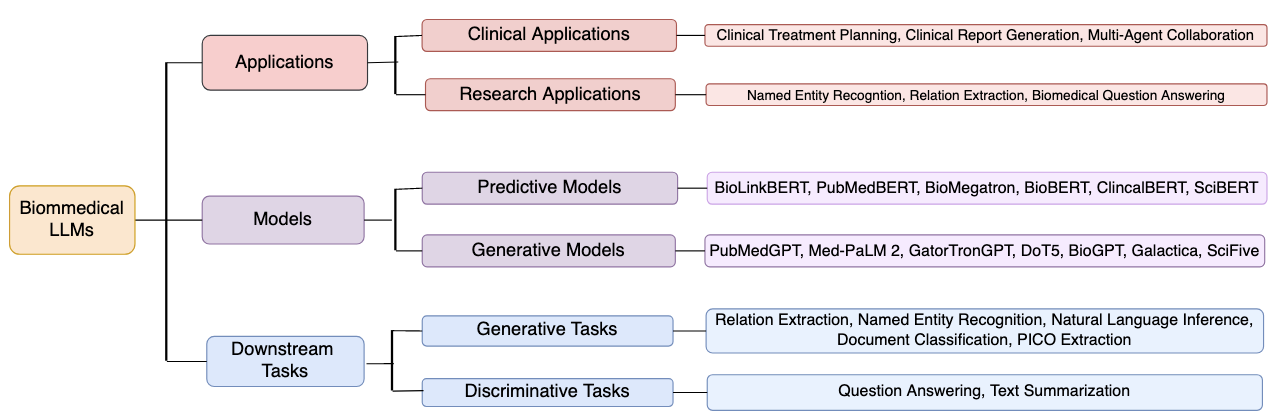 Biommedical
LLMs
Applications
Clinical Applications
Clinical Treatment Planning, Clinical Report Generation, Multi-Agent Collaboration
Research Applications
Named Entity Recogntion, Relation Extraction, Biomedical Question Answering
Models
Predictive Models
BioLinkBERT, PubMedBERT, BioMegatron, BioBERT, ClincalBERT, SciBERT
Generative Models
PubMedGPT, Med-PaLM 2, GatorTronGPT, DoT5, BioGPT, Galactica, SciFive
Downstream
Tasks
Generative Tasks
Relation Extraction, Named Entity Recognition, Natural Language Inference,
Document Classification, PICO Extraction
Discriminative Tasks
Question Answering, Text Summarization